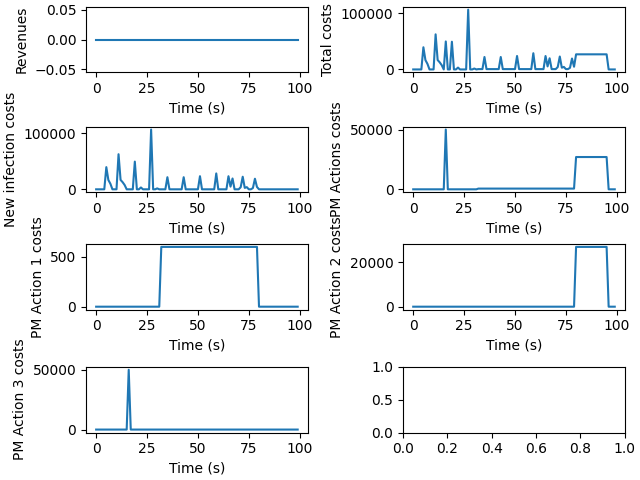 Revenues
0.05
0.00
−0.05
0 25 50 75 100
Time (s)
Total costs
100000
0
0 25 50 75 100
Time (s)
New infection costs
100000
0
0 25 50 75 100
Time (s)
PM Actions costs
50000
0
0 25 50 75 100
Time (s)
PM Action 1 costs
500
0
0 25 50 75 100
Time (s)
PM Action 2 costs
20000
0
0 25 50 75 100
Time (s)
PM Action 3 costs
50000
0
0 25 50 75 100
Time (s)
1.0
0.5
0.0
0.0 0.2 0.4 0.6 0.8 1.0